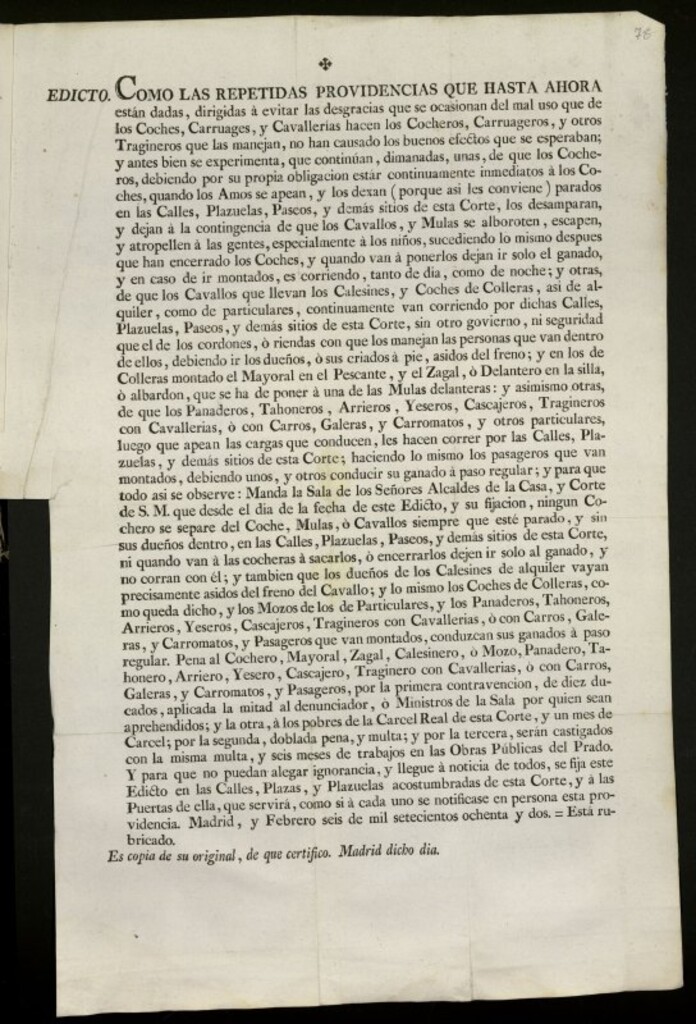 78
✤
EDICTO. COMO LAS REPETIDAS PROVIDENCIAS QUE HASTA AHORA
están dadas, dirigidas à evitar las desgracias que se ocasionan del mal uso que de
los Coches, Carruages, y Cavallerias hacen los Cocheros, Carruageros, y otros
Tragineros que las manejan, no han causado los buenos efectos que se esperaban;
y antes bien se experimenta, que continúan, dimanadas, unas, de que los Coche-
ros, debiendo por su propia obligacion estár continuamente inmediatos à los Co-
ches, quando los Amos se apean, y los dexan (porque asi les conviene) parados
en las Calles, Plazuelas, Paseos, y demás sitios de esta Corte, los desamparan,
y dejan à la contingencia de que los Cavallos, y Mulas se alboroten, escapen,
y atropellen à las gentes, especialmente à los niños, sucediendo lo mismo despues
que han encerrado los Coches, y quando ván à ponerlos dejan ir solo el ganado,
y en caso de ir montados, es corriendo, tanto de dia, como de noche; y otras,
de que los Cavallos que llevan los Calesines, y Coches de Colleras, asi de al-
quiler, como de particulares, continuamente van corriendo por dichas Calles,
Plazuelas, Paseos, y demás sitios de esta Corte, sin otro govierno, ni seguridad
que el de los cordones, ò riendas con que los manejan las personas que van dentro
de ellos, debiendo ir los dueños, ò sus criados à pie, asidos del freno; y en los de
Colleras montado el Mayoral en el Pescante, y el Zagal, ò Delantero en la silla,
ò albardon, que se ha de poner à una de las Mulas delanteras: y asimismo otras,
de que los Panaderos, Tahoneros, Arrieros, Yeseros, Cascajeros, Tragineros
con Cavallerias, ò con Carros, Galeras, y Carromatos, y otros particulares,
luego que apean las cargas que conducen, les hacen correr por las Calles, Pla-
zuelas, y demás sitios de esta Corte; haciendo lo mismo los pasageros que van
montados, debiendo unos, y otros conducir su ganado à paso regular; y para que
todo asi se observe: Manda la Sala de los Señores Alcaldes de la Casa, y Corte
de S. M. que desde el dia de la fecha de este Edicto, y su fijacion, ningun Co-
chero se separe del Coche, Mulas, ò Cavallos siempre que esté parado, y sin
sus dueños dentro, en las Calles, Plazuelas, Paseos, y demás sitios de esta Corte,
ni quando van à las cocheras à sacarlos, ò encerrarlos dejen ir solo al ganado, y
no corran con él; y tambien que los dueños de los Calesines de alquiler vayan
precisamente asidos del freno del Cavallo; y lo mismo los Coches de Colleras, co-
mo queda dicho, y los Mozos de los de Particulares, y los Panaderos, Tahoneros,
Arrieros, Yeseros, Cascajeros, Tragineros con Cavallerias, ò con Carros, Gale-
ras, y Carromatos, y Pasageros que van montados, conduzcan sus ganados à paso
regular. Pena al Cochero, Mayoral, Zagal, Calesinero, ò Mozo, Panadero, Ta-
honero, Arriero, Yesero, Cascajero, Traginero con Cavallerias, ò con Carros,
Galeras, y Carromatos, y Pasageros, por la primera contravencion, de diez du-
cados, aplicada la mitad al denunciador, ò Ministros de la Sala por quien sean
aprehendidos; y la otra, à los pobres de la Carcel Real de esta Corte, y un mes de
Carcel; por la segunda, doblada pena, y multa; y por la tercera, serán castigados
con la misma multa, y seis meses de trabajos en las Obras Públicas del Prado.
Y para que no puedan alegar ignorancia, y llegue à noticia de todos, se fija este
Edicto en las Calles, Plazas, y Plazuelas acostumbradas de esta Corte, y à las
Puertas de ella, que servirá, como si à cada uno se notificase en persona esta pro-
videncia. Madrid, y Febrero seis de mil setecientos ochenta y dos. = Está ru-
bricado.
Es copia de su original, de que certifico. Madrid dicho dia.